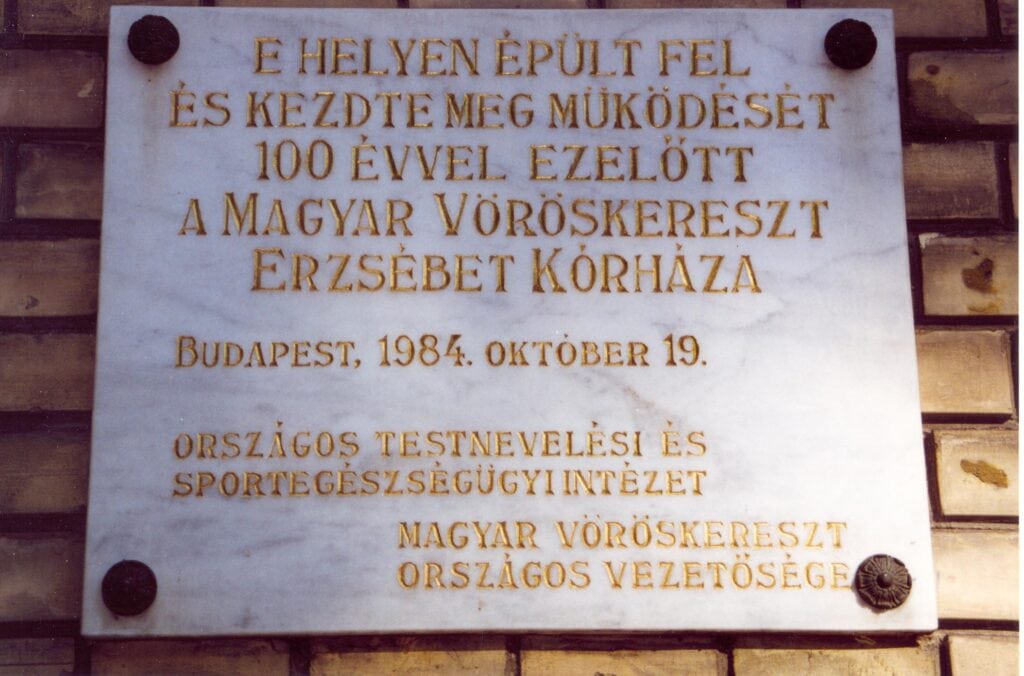 E HELYEN ÉPÜLT FEL
ÉS KEZDTE MEG MŰKÖDÉSÉT
100 ÉVVEL EZELŐTT
A MAGYAR VÖRÖSKERESZT
ERZSÉBET KÓRHÁZA
BUDAPEST, 1984. OKTÓBER 19.
ORSZÁGOS TESTNEVELÉSI ÉS
SPORTEGÉSZSÉGÜGYI INTÉZET
MAGYAR VÖRÖSKERESZT
ORSZÁGOS VEZETŐSÉGE